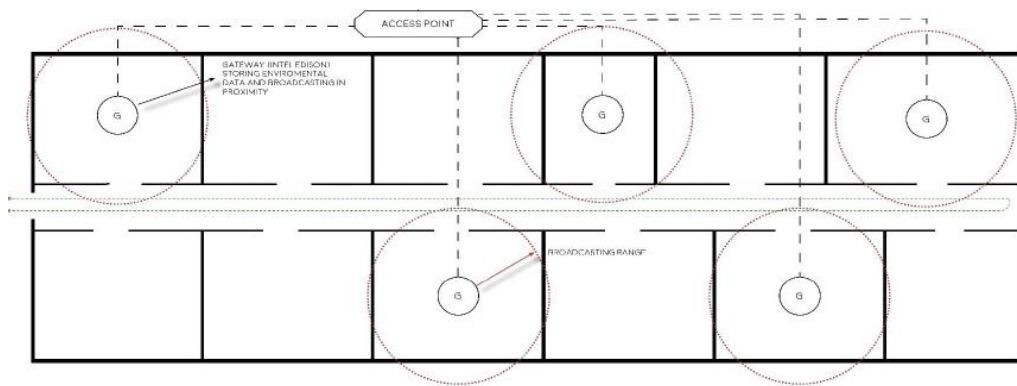 ACCESS POINT
GATEWAY (INTEL EDISON)
STORING ENVIROMENTAL
DATA AND BROADCASTING IN
PROXIMITY
G
G
G
BROADCASTING RANGE
G
G